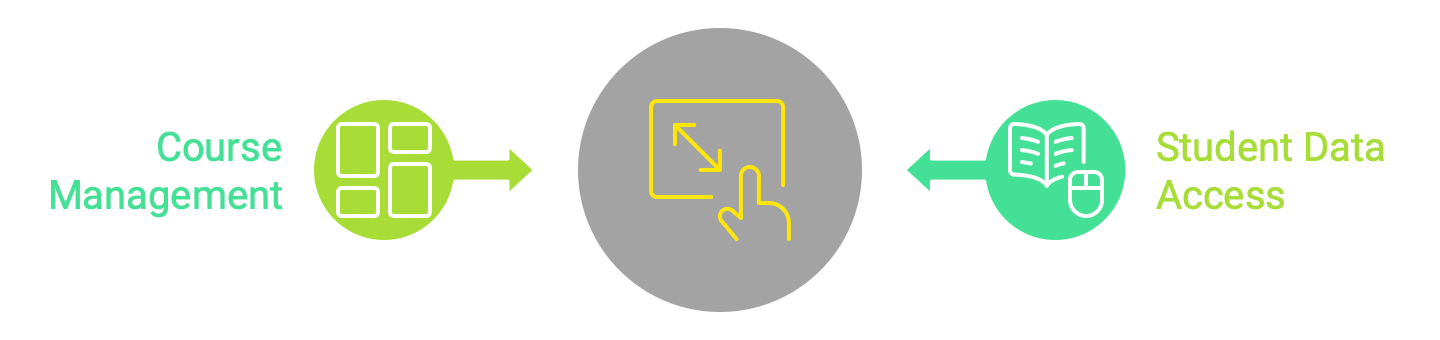 Course
Management
Student Data
Access